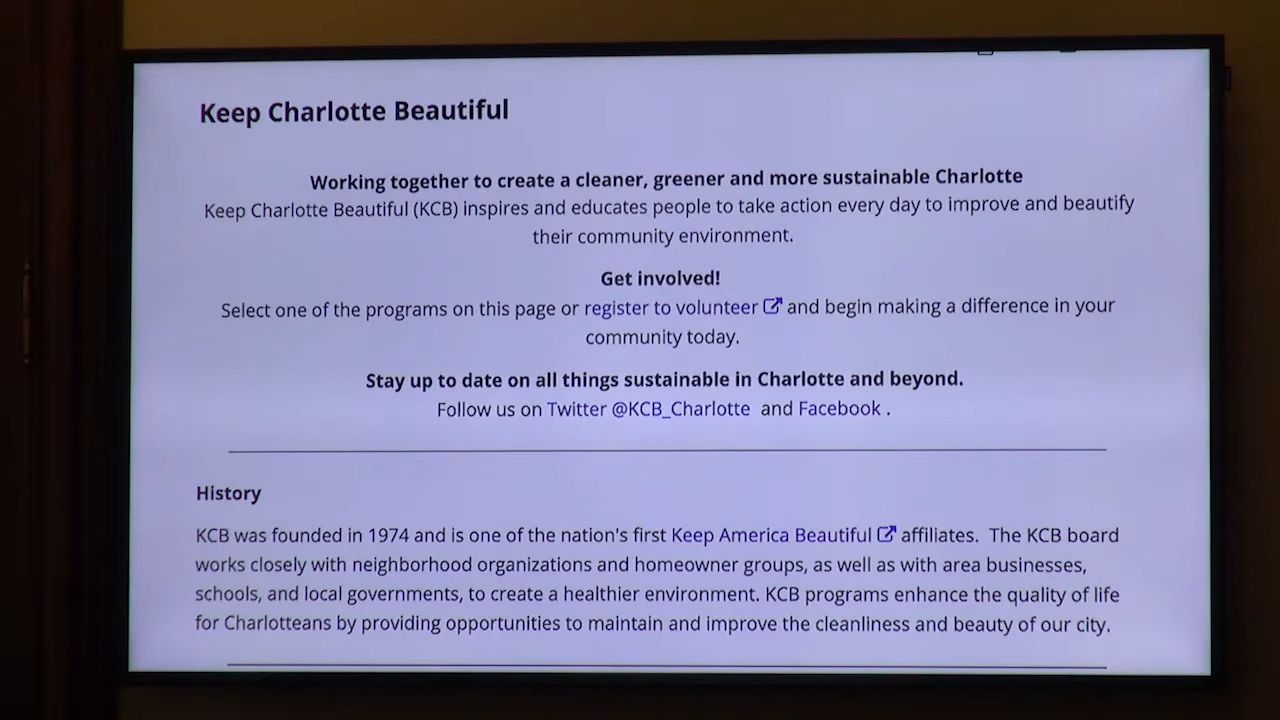 Keep Charlotte Beautiful
Working together to create a cleaner, greener and more sustainable Charlotte
Keep Charlotte Beautiful (KCB) inspires and educates people to take action every day to improve and beautify
their community environment.
Get involved!
Select one of the programs on this page or register to volunteer and begin making a difference in your
community today.
Stay up to date on all things sustainable in Charlotte and beyond.
Follow us on Twitter @KCB_Charlotte and Facebook .
History
KCB was founded in 1974 and is one of the nation's first Keep America Beautiful affiliates. The KCB board
works closely with neighborhood organizations and homeowner groups, as well as with area businesses,
schools, and local governments, to create a healthier environment. KCB programs enhance the quality of life
for Charlotteans by providing opportunities to maintain and improve the cleanliness and beauty of our city.